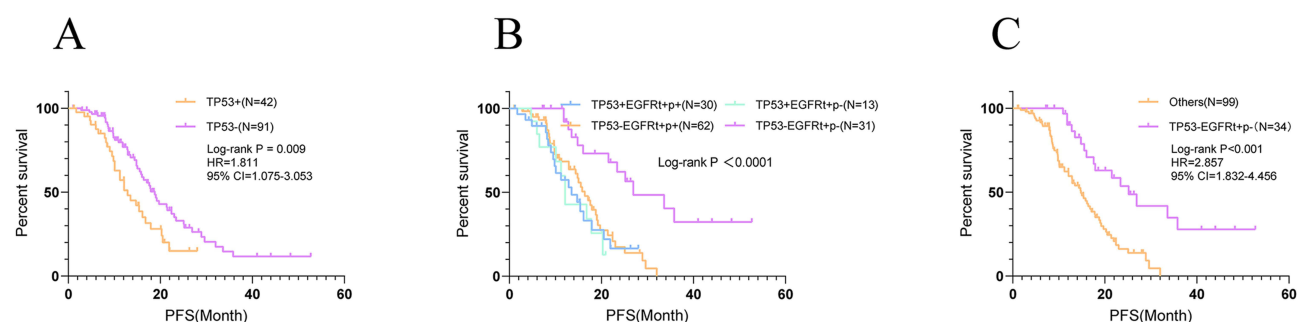 A
B
C
Percent survival
100
50
0
0
20
40
60
PFS(Month)
TP53+(N=42)
TP53-(N=91)
Log-rank P = 0.009
HR=1.811
95% CI=1.075-3.053
Percent survival
100
50
0
0
20
40
60
PFS(Month)
TP53+EGFRt+p+(N=30)
TP53+EGFRt+p-(N=13)
TP53-EGFRt+p+(N=62)
TP53-EGFRt+p-(N=31)
Log-rank P ＜0.0001
Percent survival
100
50
0
0
20
40
60
PFS(Month)
Others(N=99)
TP53-EGFRt+p-（N=34）
Log-rank P<0.001
HR=2.857
95% CI=1.832-4.456